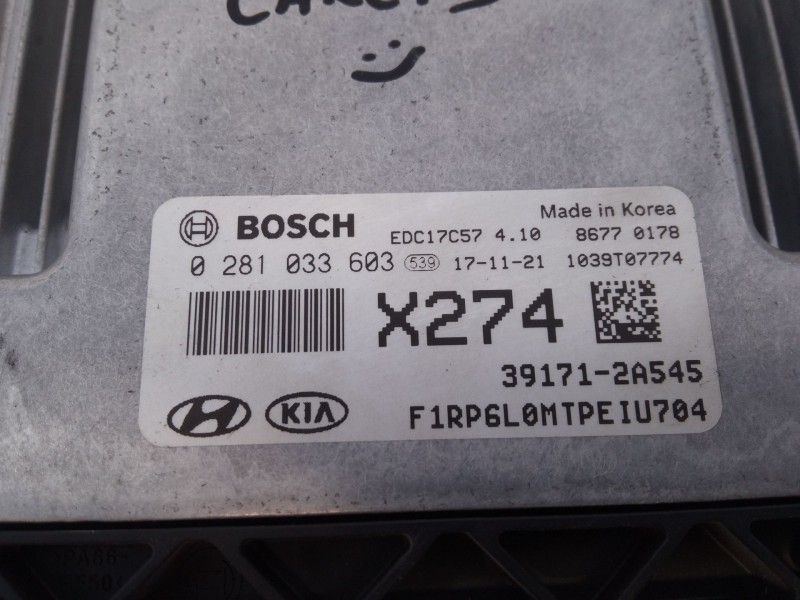 BOSCH EDC17C57 4.10 Made in Korea 8677 0178
0 281 033 603 539 17-11-21 1039T07774
X274
39171-2A545
KIA F1RP6L0MTPEIU704